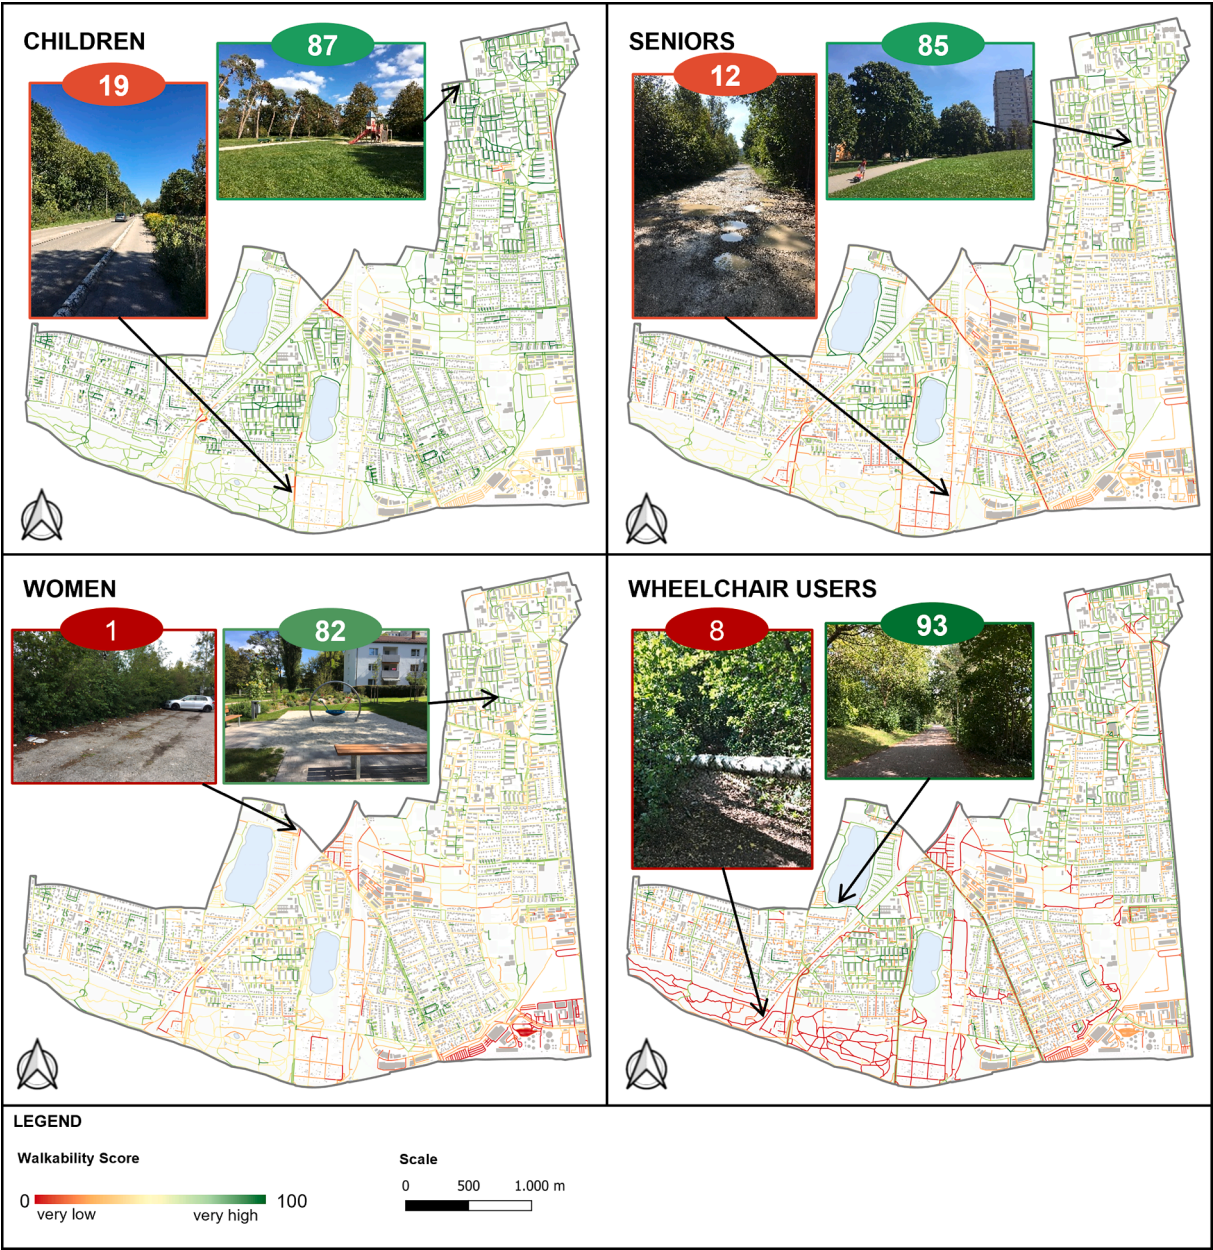 CHILDREN
19
87
SENIORS
12
85
WOMEN
1
82
WHEELCHAIR USERS
8
93
LEGEND
Walkability Score
0
100
very low
very high
Scale
0 500 1.000 m